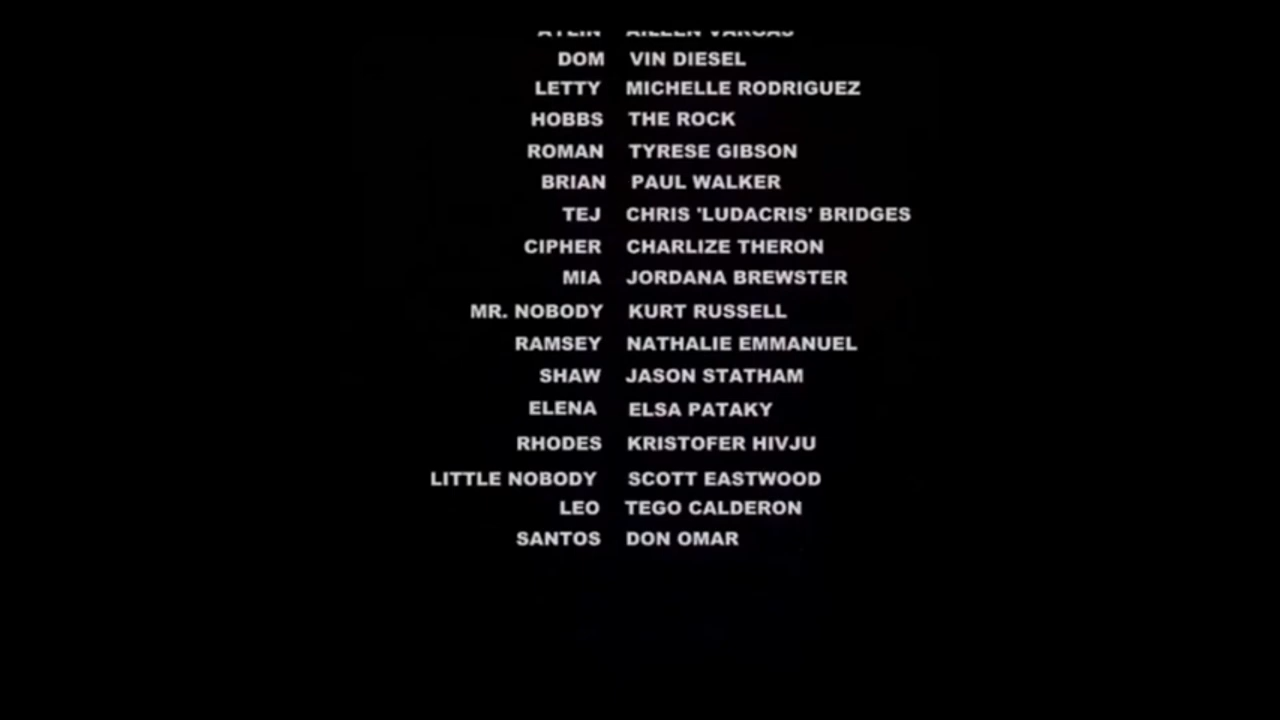 AILEEN VARGAS
DOM VIN DIESEL
LETTY MICHELLE RODRIGUEZ
HOBBS THE ROCK
ROMAN TYRESE GIBSON
BRIAN PAUL WALKER
TEJ CHRIS 'LUDACRIS' BRIDGES
CIPHER CHARLIZE THERON
MIA JORDANA BREWSTER
MR. NOBODY KURT RUSSELL
RAMSEY NATHALIE EMMANUEL
SHAW JASON STATHAM
ELENA ELSA PATAKY
RHODES KRISTOFER HIVJU
LITTLE NOBODY SCOTT EASTWOOD
LEO TEGO CALDERON
SANTOS DON OMAR